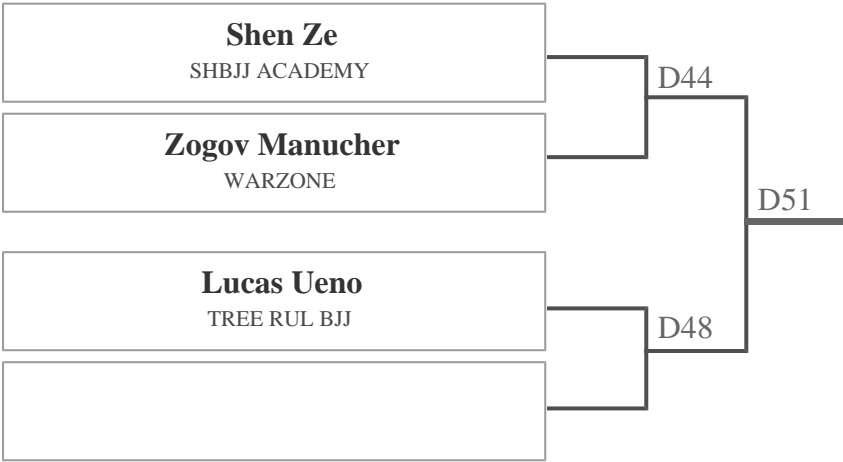 Shen Ze
SHBJJ ACADEMY
D44
Zogov Manucher
WARZONE
D51
Lucas Ueno
TREE RUL BJJ
D48